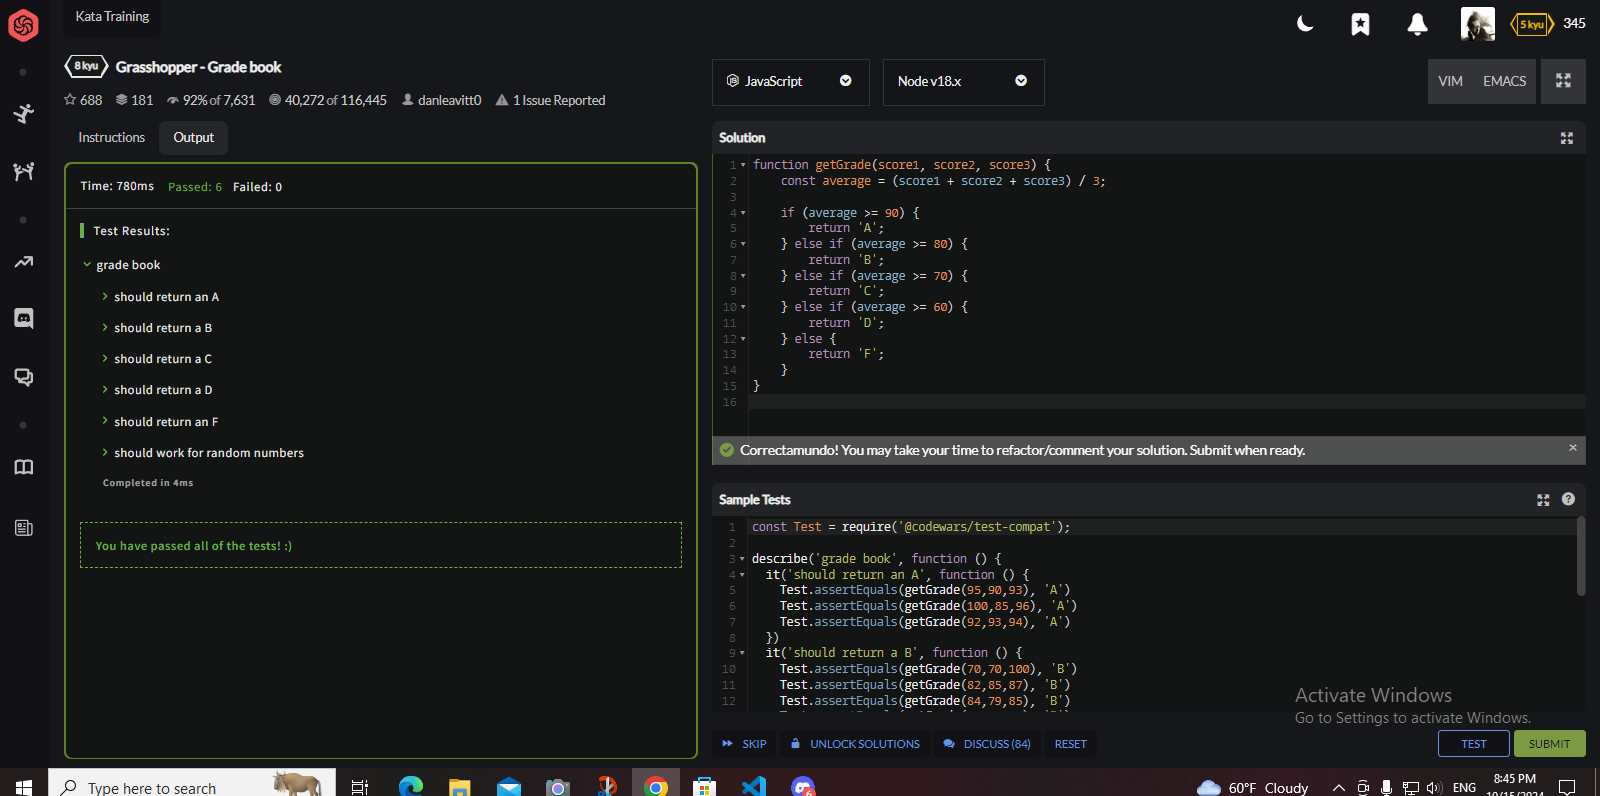 Kata Training
5 kyu 345
8 kyu Grasshopper - Grade book
688 181 92% of 7,631 40,272 of 116,445 danleavitt0 1 Issue Reported
Instructions Output
Time: 780ms Passed: 6 Failed: 0
Test Results:
grade book
should return an A
should return a B
should return a C
should return a D
should return an F
should work for random numbers
Completed in 4ms
You have passed all of the tests! :)
JavaScript Node v18.x VIM EMACS
Solution
1 function getGrade(score1, score2, score3) {
2 const average = (score1 + score2 + score3) / 3;
3
4 if (average >= 90) {
5 return 'A';
6 } else if (average >= 80) {
7 return 'B';
8 } else if (average >= 70) {
9 return 'C';
10 } else if (average >= 60) {
11 return 'D';
12 } else {
13 return 'F';
14 }
15 }
16
Correctamundo! You may take your time to refactor/comment your solution. Submit when ready.
Sample Tests
1 const Test = require('@codewars/test-compat');
2
3 describe('grade book', function () {
4 it('should return an A', function () {
5 Test.assertEquals(getGrade(95,90,93), 'A')
6 Test.assertEquals(getGrade(100,85,96), 'A')
7 Test.assertEquals(getGrade(92,93,94), 'A')
8 })
9 it('should return a B', function () {
10 Test.assertEquals(getGrade(70,70,100), 'B')
11 Test.assertEquals(getGrade(82,85,87), 'B')
12 Test.assertEquals(getGrade(84,79,85), 'B')
Activate Windows
Go to Settings to activate Windows.
SKIP UNLOCK SOLUTIONS DISCUSS (84) RESET TEST SUBMIT
Type here to search
60°F Cloudy ENG 8:45 PM
10/15/2024